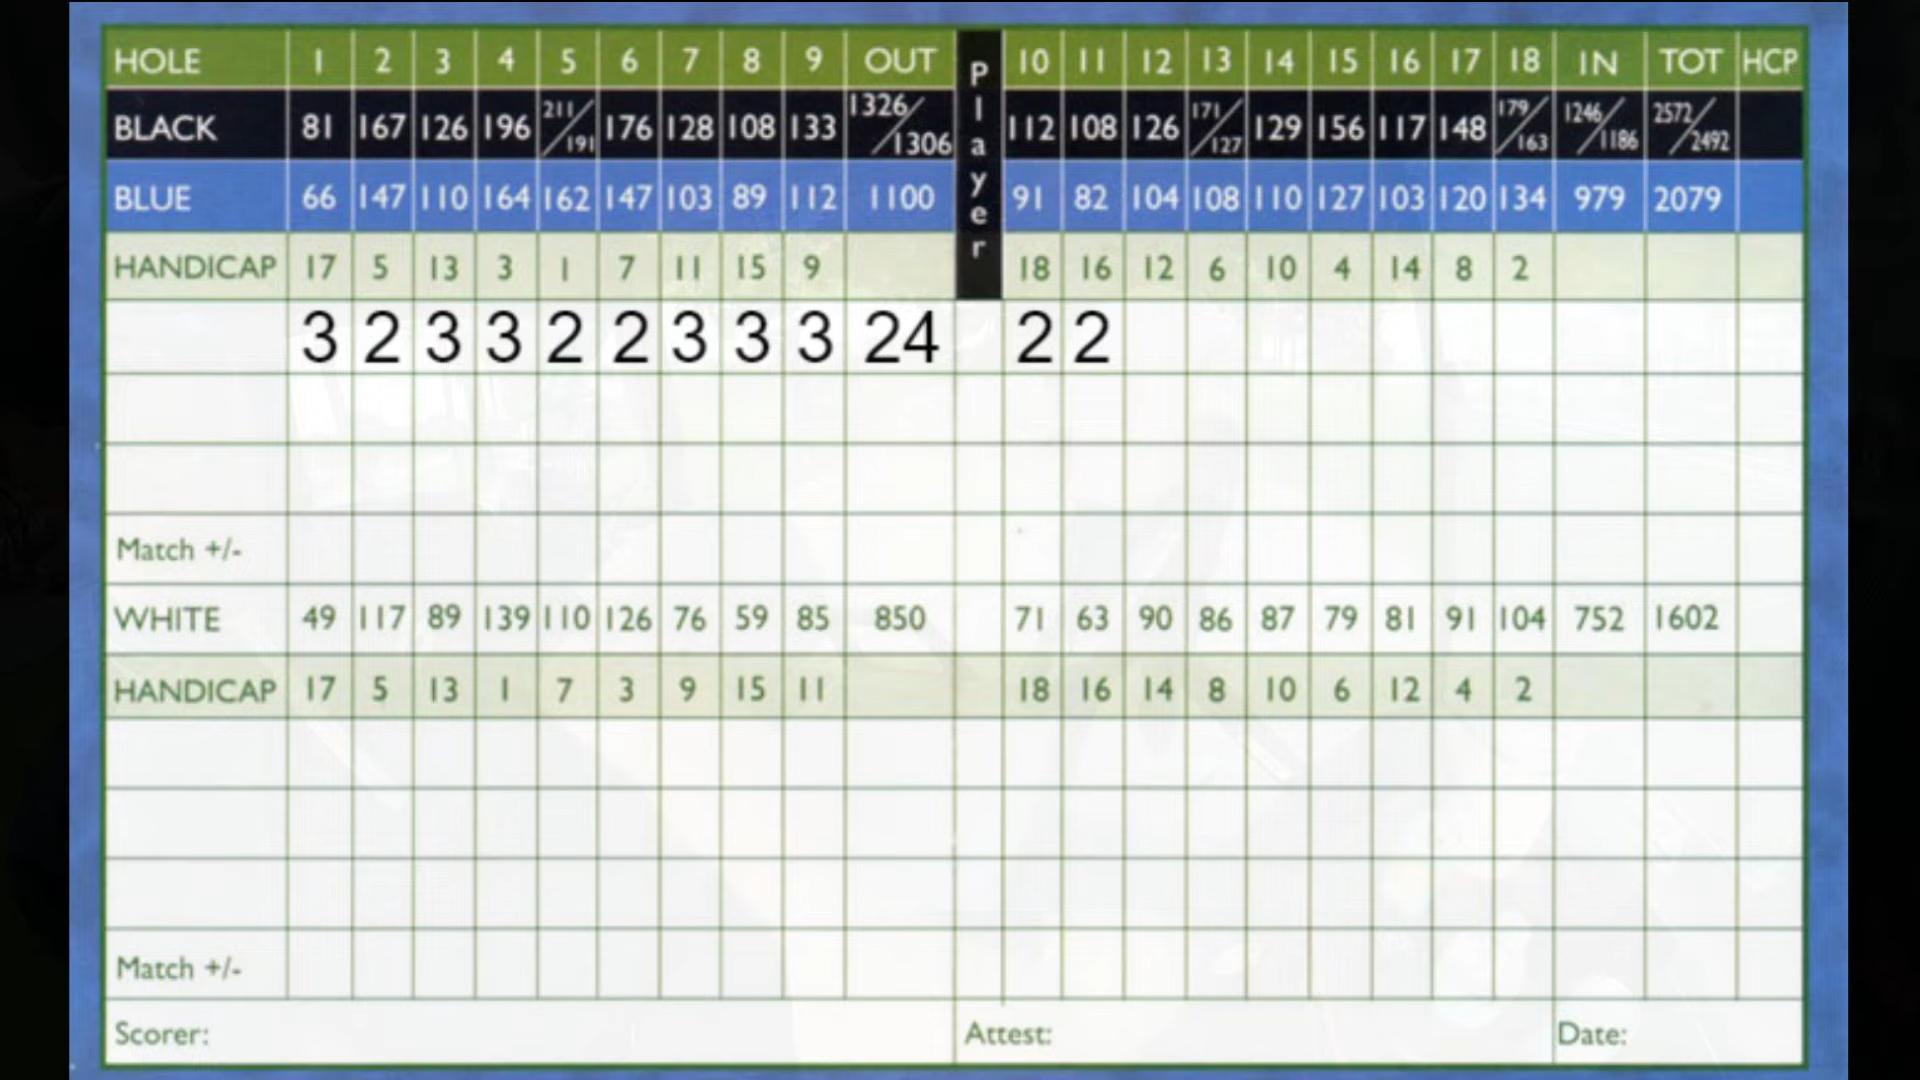 HOLE 1 2 3 4 5 6 7 8 9 OUT Player 10 11 12 13 14 15 16 17 18 IN TOT HCP
BLACK 81 167 126 196 211/191 176 128 108 133 1326/1306 112 108 126 171/127 129 156 117 148 179/163 1246/1186 2572/2492
BLUE 66 147 110 164 162 147 103 89 112 1100 91 82 104 108 110 127 103 120 134 979 2079
HANDICAP 17 5 13 3 1 7 11 15 9 18 16 12 6 10 4 14 8 2
3 2 3 3 2 2 3 3 3 24 2 2
Match +/-
WHITE 49 117 89 139 110 126 76 59 85 850 71 63 90 86 87 79 81 91 104 752 1602
HANDICAP 17 5 13 1 7 3 9 15 11 18 16 14 8 10 6 12 4 2
Match +/-
Scorer: Attest: Date: